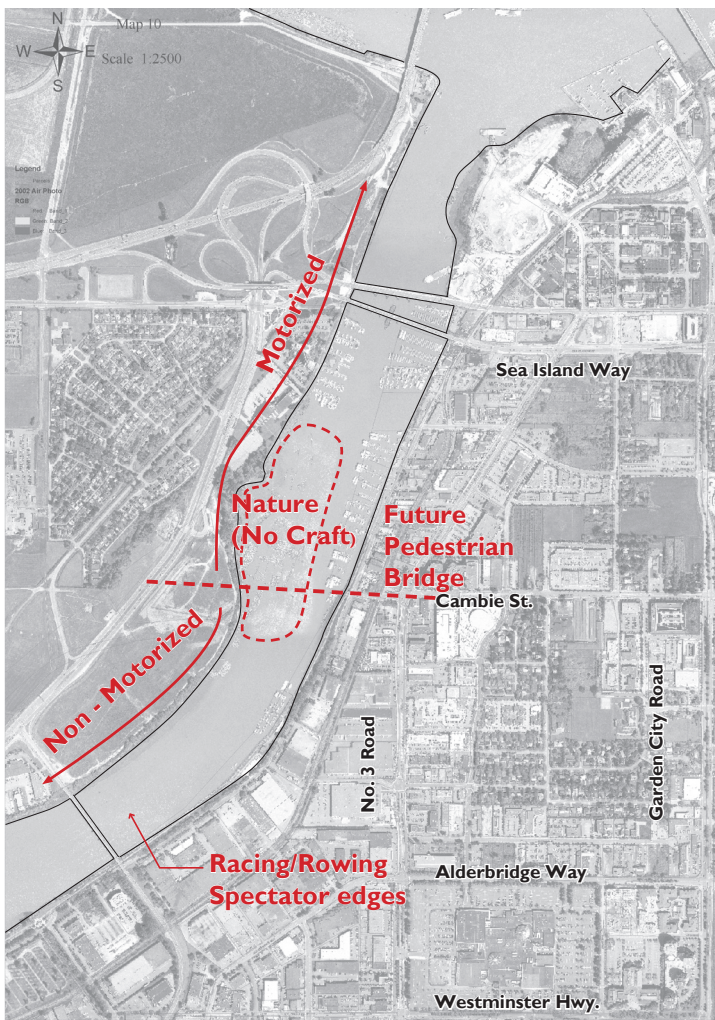 N
Map 10
W
E
Scale 1:2500
S
Legend
2002 Air Photo
RGB
Motorized
Sea Island Way
Nature
(No Craft)
Future
Pedestrian
Bridge
Cambie St.
Non - Motorized
No. 3 Road
Garden City Road
Racing/Rowing
Spectator edges
Alderbridge Way
Westminster Hwy.